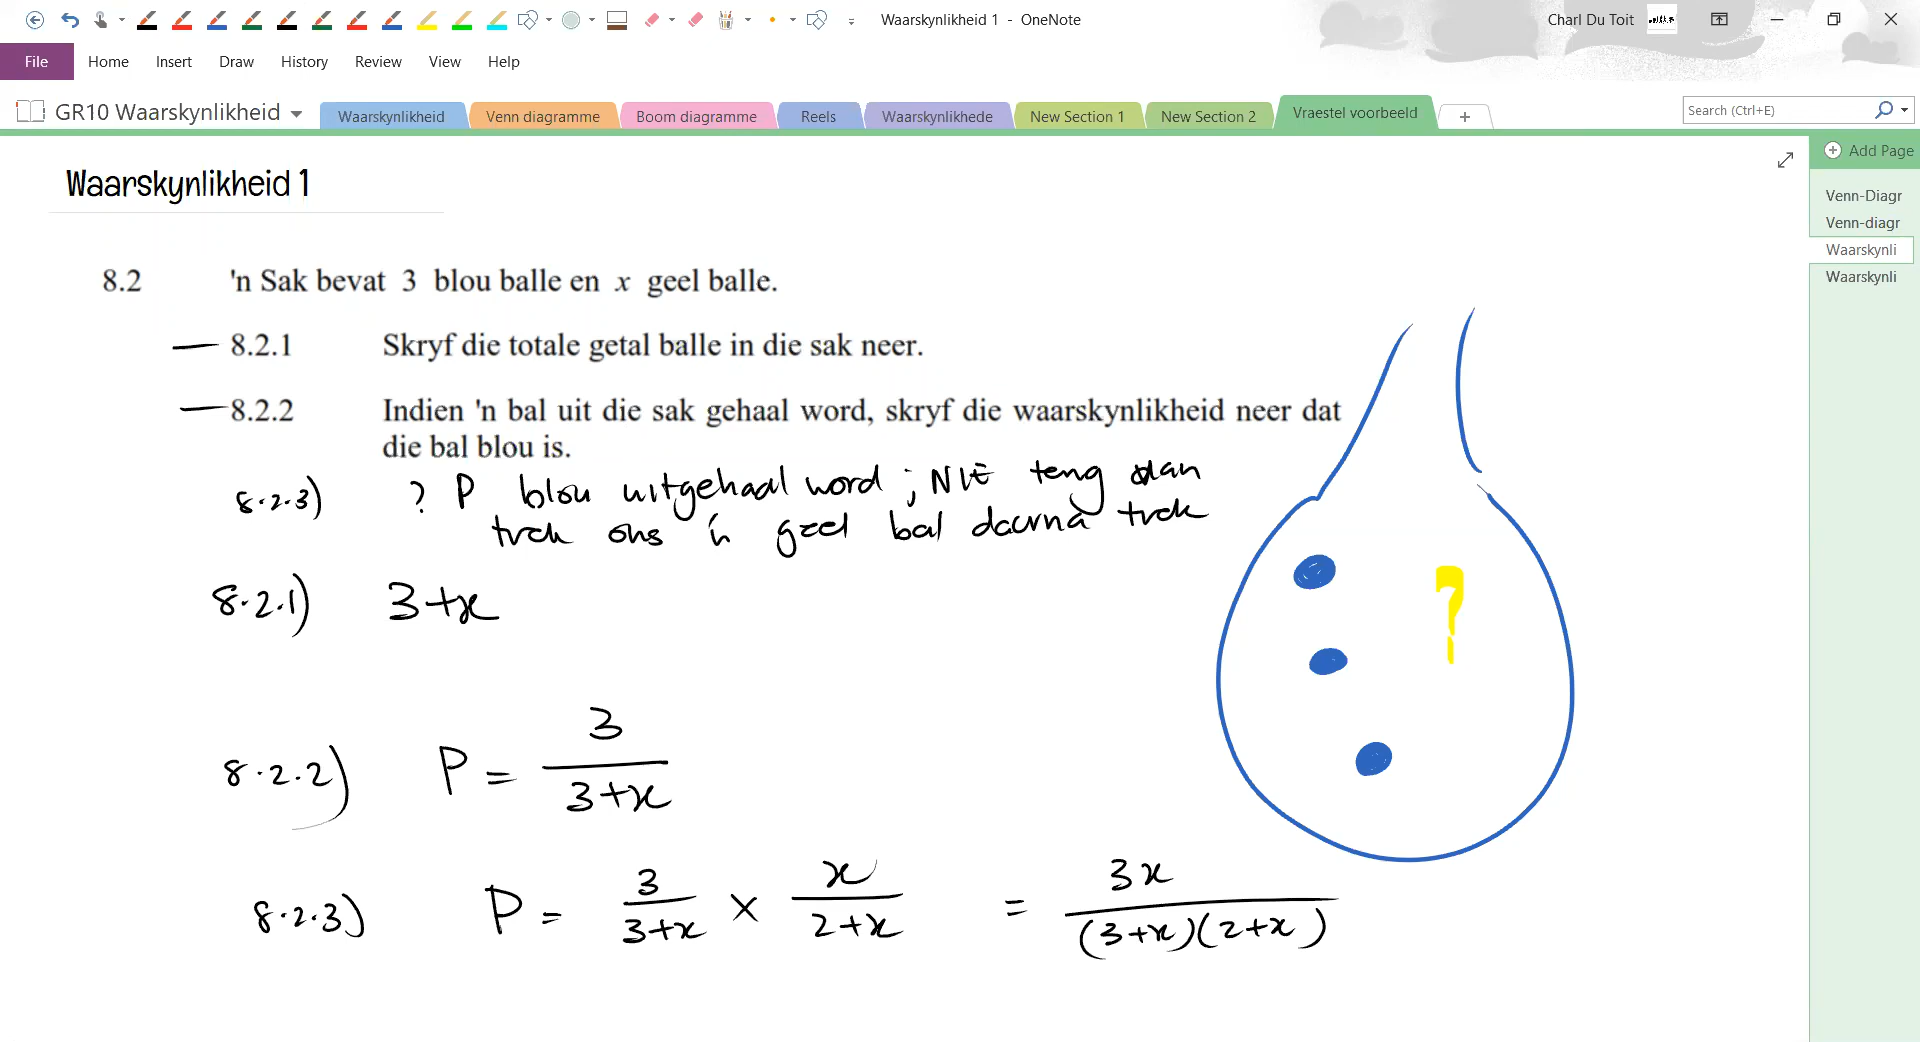 Waarskynlikheid 1 - OneNote
Charl Du Toit
File Home Insert Draw History Review View Help
GR10 Waarskynlikheid
Waarskynlikheid Venn diagramme Boom diagramme Reels Waarskynlikhede New Section 1 New Section 2 Vraestel voorbeeld +
Search (Ctrl+E)
Add Page
Venn-Diagr
Venn-diagr
Waarskynli
Waarskynli
Waarskynlikheid 1
8.2 'n Sak bevat 3 blou balle en x geel balle.
8.2.1 Skryf die totale getal balle in die sak neer.
8.2.2 Indien 'n bal uit die sak gehaal word, skryf die waarskynlikheid neer dat
die bal blou is.
8.2.3) ? P blou uitgehaal word ; NIE terug dan
trek ons 'n geel bal daarna trek
8.2.1) 3+x
8.2.2) P = 3/(3+x)
8.2.3) P = 3/(3+x) × x/(2+x) = 3x/((3+x)(2+x))
?